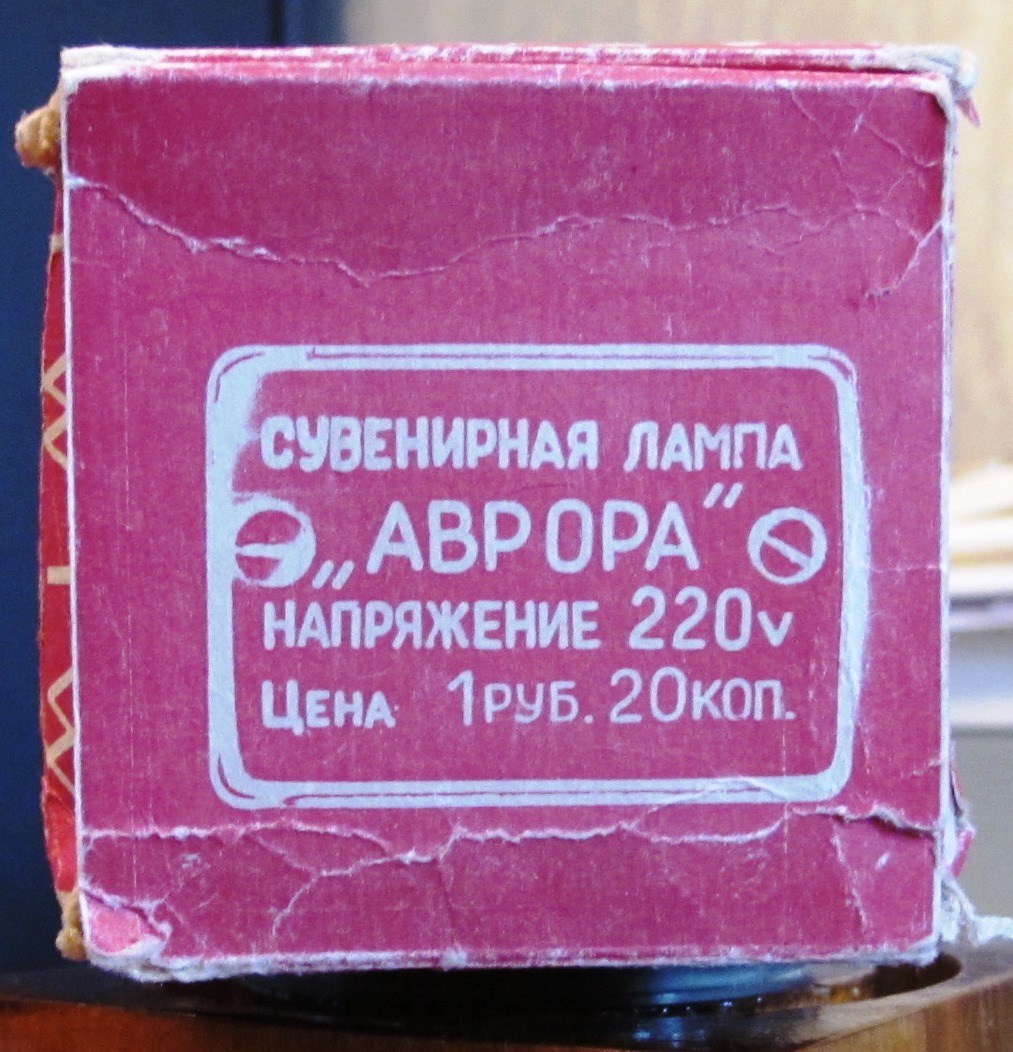 СУВЕНИРНАЯ ЛАМПА
„АВРОРА”
НАПРЯЖЕНИЕ 220v
ЦЕНА 1РУБ. 20КОП.